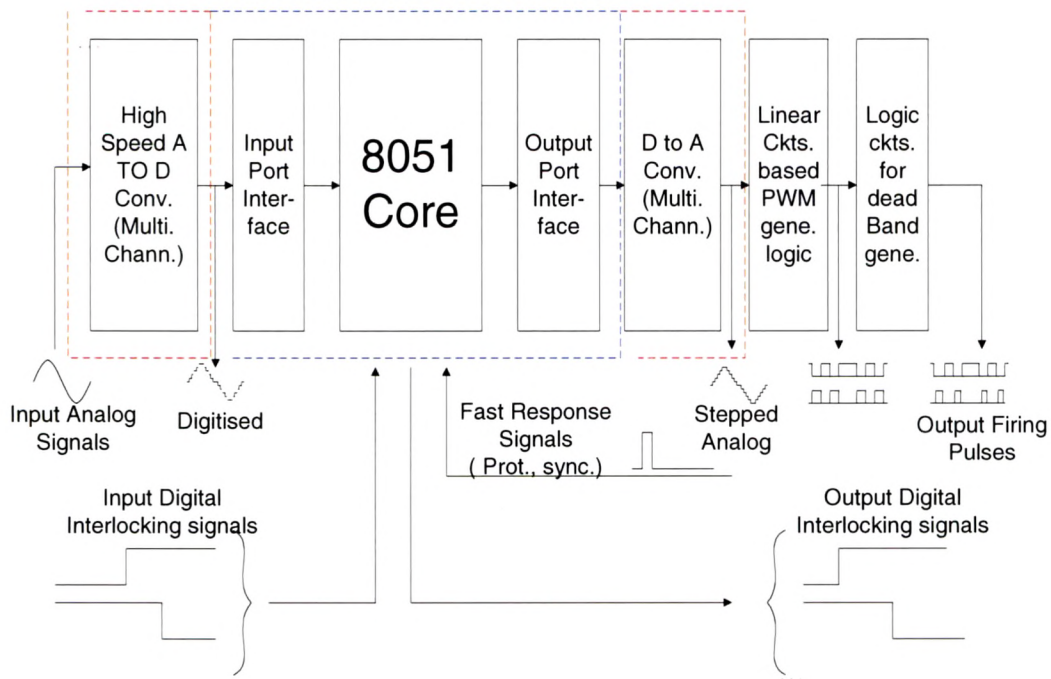 High
Speed A
TO D
Conv.
(Multi.
Chann.)
Input
Port
Inter-
face
8051
Core
Output
Port
Inter-
face
D to A
Conv.
(Multi.
Chann.)
Linear
Ckts.
based
PWM
gene.
logic
Logic
ckts.
for
dead
Band
gene.
Input Analog
Signals
Digitised
Fast Response
Signals
( Prot., sync.)
Stepped
Analog
Output Firing
Pulses
Input Digital
Interlocking signals
Output Digital
Interlocking signals